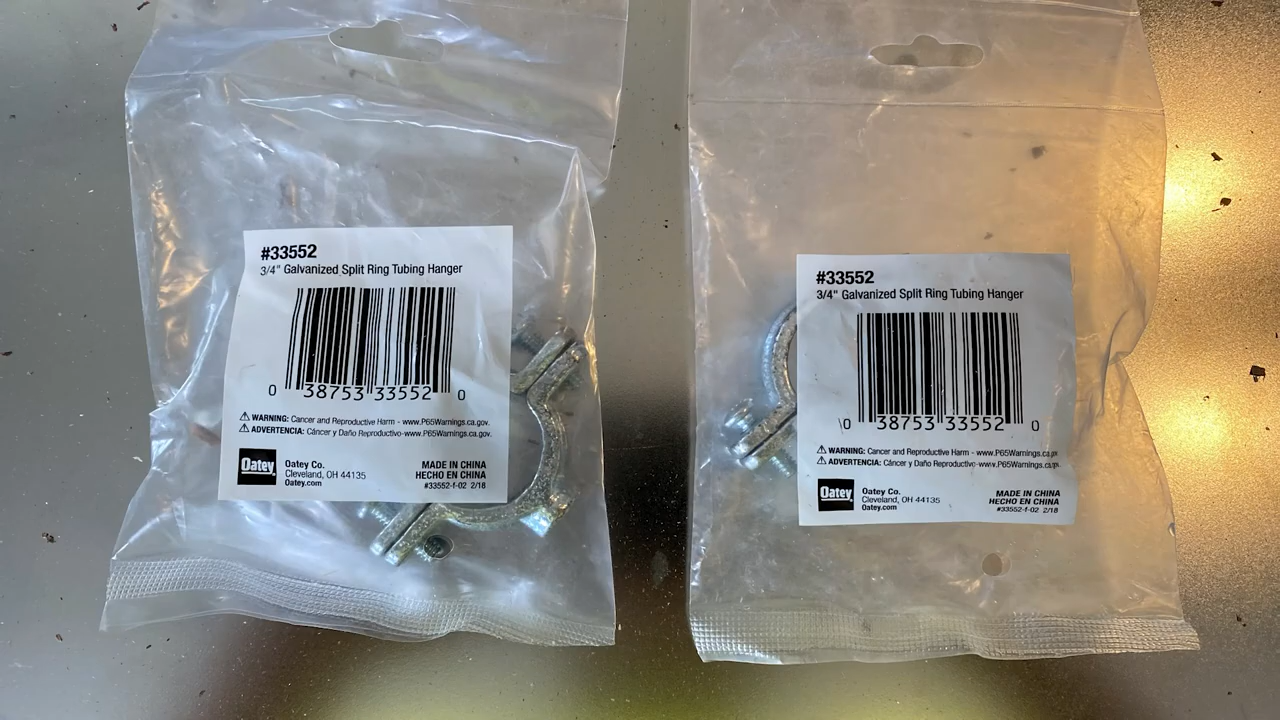 #33552
3/4" Galvanized Split Ring Tubing Hanger
0 38753 33552 0
⚠ WARNING: Cancer and Reproductive Harm - www.P65Warnings.ca.gov.
⚠ ADVERTENCIA: Cáncer y Daño Reproductivo-www.P65Warnings.ca.gov.
Oatey
Oatey Co.
Cleveland, OH 44135
Oatey.com
MADE IN CHINA
HECHO EN CHINA
#33552-f-02 2/18
#33552
3/4" Galvanized Split Ring Tubing Hanger
0 38753 33552 0
⚠ WARNING: Cancer and Reproductive Harm - www.P65Warnings.ca.gov
⚠ ADVERTENCIA: Cáncer y Daño Reproductivo-www.P65Warnings.ca.gov.
Oatey
Oatey Co.
Cleveland, OH 44135
Oatey.com
MADE IN CHINA
HECHO EN CHINA
#33552-f-02 2/18